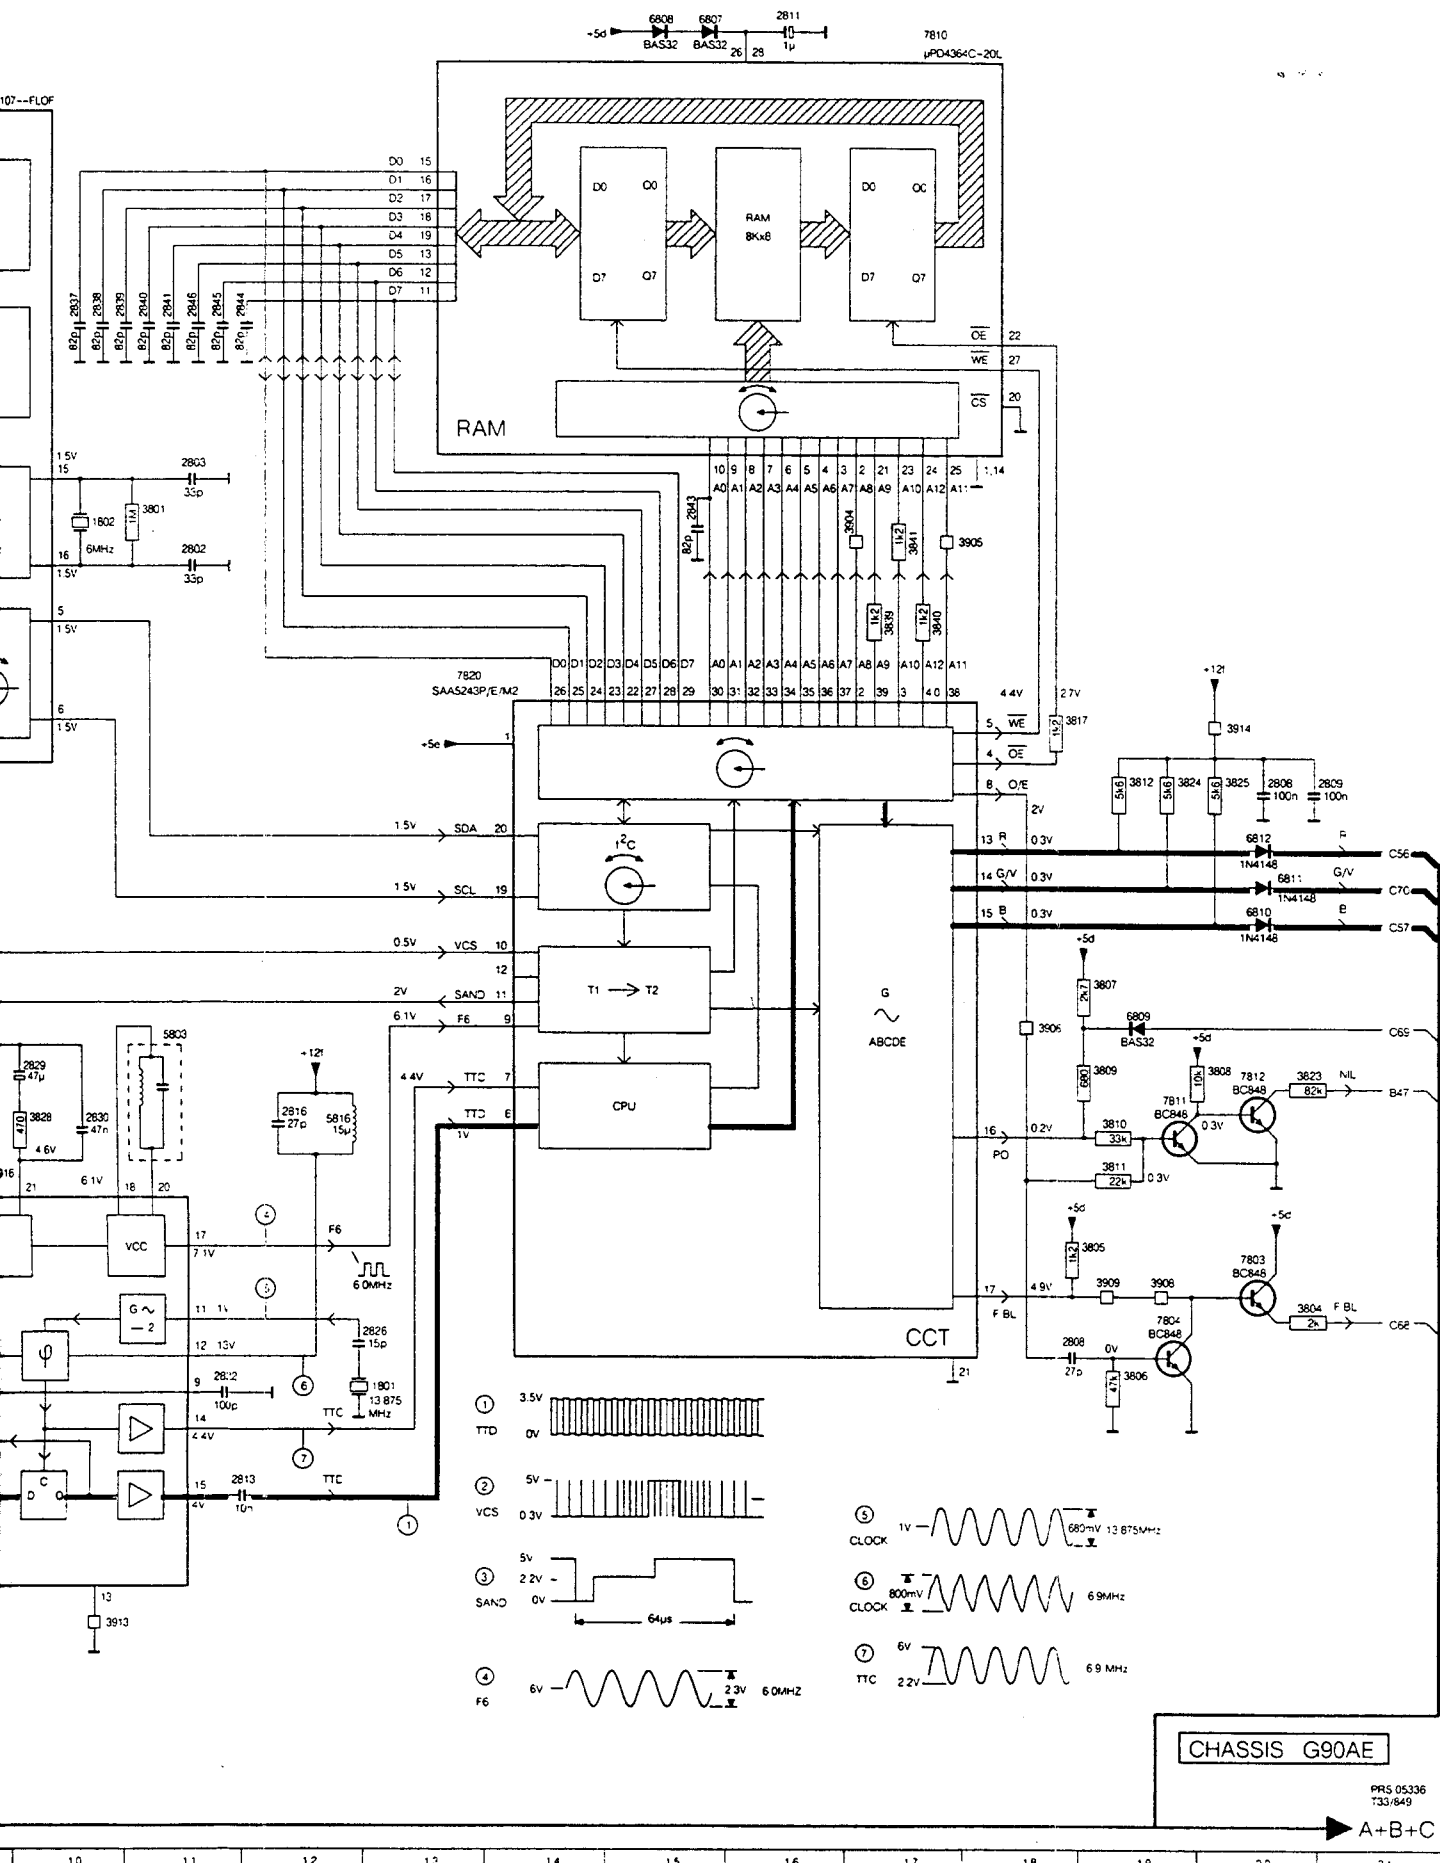 6808 6807 2811
+5d
BAS32 BAS32 26 28 1µ
7810
µPD4364C-20L
107--FLOF
D0 15
D1 16
D2 17
D3 18
D4 19
D5 13
D6 12
D7 11
D0 Q0
D7 Q7
RAM
8Kx8
D0
D7 Q7
OE 22
WE 27
CS 20
RAM
82p 2837
82p 2838
82p 2839
82p 2840
82p 2841
82p 2846
82p 2845
82p 2844
10 9 8 7 6 5 4 3 2 21 23 24 25 1,14
A0 A1 A2 A3 A4 A5 A6 A7 A8 A9 A10 A12 A11
1.5V
15
2803
33p
1802
6MHz
1M 3801
16
1.5V
2802
33p
82p 2843
3904
1k2 3841
3905
1k2 3839
1k2 3840
5
1.5V
6
1.5V
7820
SAA5243P/E/M2
D0 D1 D2 D3 D4 D5 D6 D7 A0 A1 A2 A3 A4 A5 A6 A7 A8 A9 A10 A12 A11
26 25 24 23 22 27 28 29 30 31 32 33 34 35 36 37 2 39 3 40 38
4.4V 2.7V
+5e 1
5 WE
4 OE
8 O/E
2V
1k2 3817
+12f
3914
5k6 3812
5k6 3824
5k6 3825
2808
100n
2809
100n
1.5V SDA 20
I²C
1.5V SCL 19
13 R 0.3V
6812
1N4148
R
C56
14 G/V 0.3V
6811
1N4148
G/V
C70
15 B 0.3V
6810
1N4148
B
C57
0.5V VCS 10
12
2V SAND 11
6.1V F6 9
T1 T2
G
ABCDE
+5d
2k7 3807
3906
6809
BAS32
C69
680 3809
+5d
10k 3808
7812
BC848
3823
82k
NIL
B47
7811
BC848
0.3V
16 0.2V
PO
3810
33k
3811
22k
0.3V
5803
2829
47µ
470 3828
2830
47n
4.6V
+12f
2816
27p
5816
15µ
4.4V TTC 7
TTD 6
1V
CPU
21 6.1V 18 20
VCC
17
7.1V
4
F6
6.0MHz
5
G
2
11 1V
12 13V
φ
9
100p
6
2826
15p
1801
13.875
MHz
14
4.4V
TTC
7
C
D
15
4V
2813
10n
1
13
3913
CCT
21
+5d
1k2 3805
17 4.9V
F BL
3909 3908
7803
BC848
+5d
3804
2k
F BL
C68
7804
BC848
2808
27p
0V
47k 3806
1
TTD
3.5V
0V
2
VCS
5V
0.3V
3
SAND
5V
2.2V
0V
64µs
4
F6
6V
2.3V
6.0MHZ
5
CLOCK
1V
680mV 13.875MHz
6
CLOCK
800mV
6.9MHz
7
TTC
6V
2.2V
6.9 MHz
CHASSIS G90AE
PRS 05336
T33/849
A+B+C